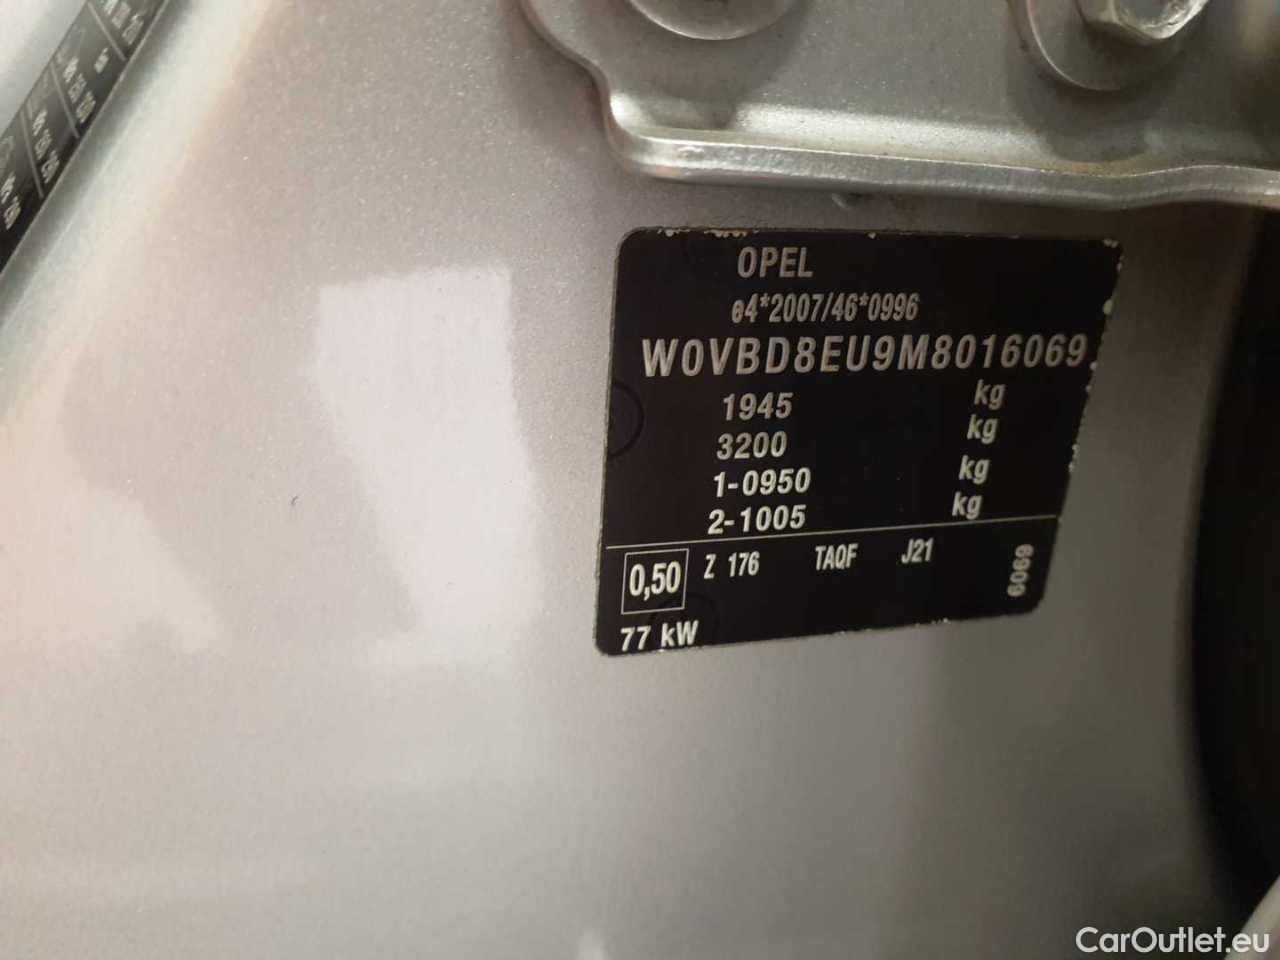 OPEL
e4*2007/46*0996
W0VBD8EU9M8016069
1945 kg
3200 kg
1-0950 kg
2-1005 kg
0,50 Z 176 TAQF J21
6909
77 kW
CarOutlet.eu